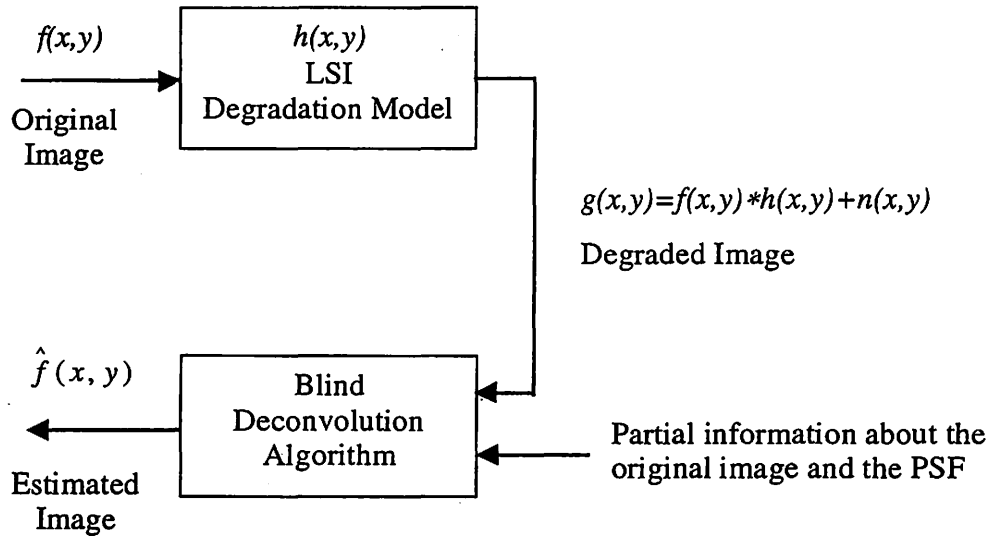 f(x,y)
Original
Image
h(x,y)
LSI
Degradation Model
g(x,y)=f(x,y)*h(x,y)+n(x,y)
Degraded Image
f̂(x, y)
Estimated
Image
Blind
Deconvolution
Algorithm
Partial information about the
original image and the PSF